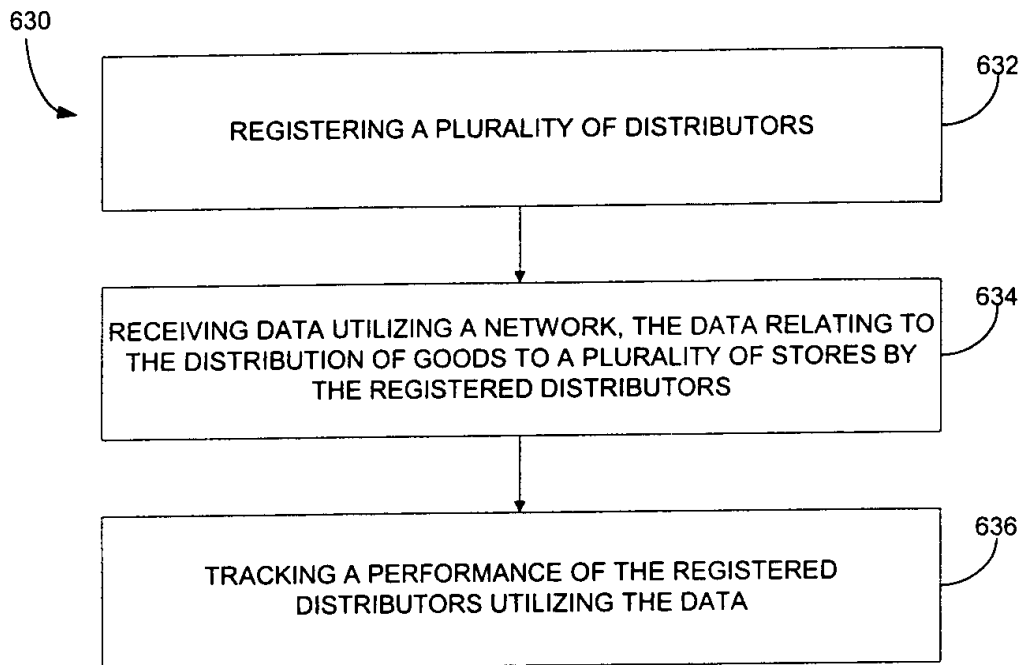 630
632
REGISTERING A PLURALITY OF DISTRIBUTORS
634
RECEIVING DATA UTILIZING A NETWORK, THE DATA RELATING TO
THE DISTRIBUTION OF GOODS TO A PLURALITY OF STORES BY
THE REGISTERED DISTRIBUTORS
636
TRACKING A PERFORMANCE OF THE REGISTERED
DISTRIBUTORS UTILIZING THE DATA